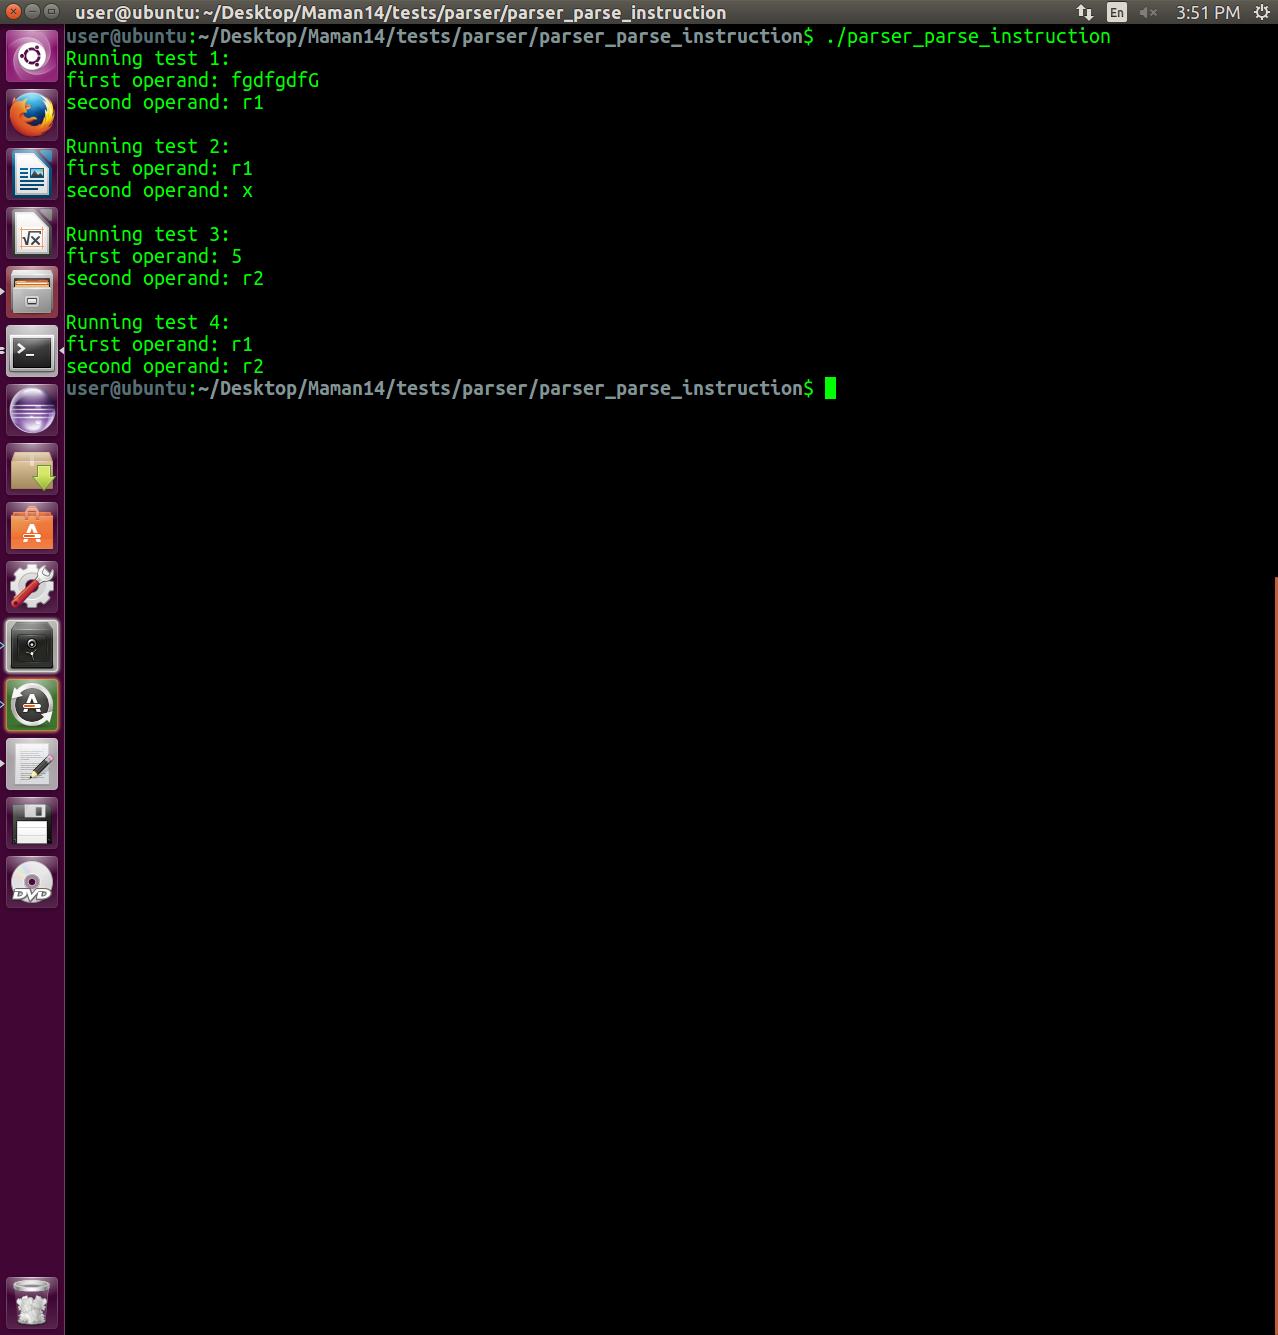 user@ubuntu: ~/Desktop/Maman14/tests/parser/parser_parse_instruction
En
3:51 PM
user@ubuntu:~/Desktop/Maman14/tests/parser/parser_parse_instruction$ ./parser_parse_instruction
Running test 1:
first operand: fgdfgdfG
second operand: r1
Running test 2:
first operand: r1
second operand: x
Running test 3:
first operand: 5
second operand: r2
Running test 4:
first operand: r1
second operand: r2
user@ubuntu:~/Desktop/Maman14/tests/parser/parser_parse_instruction$
√x
>_
DVD